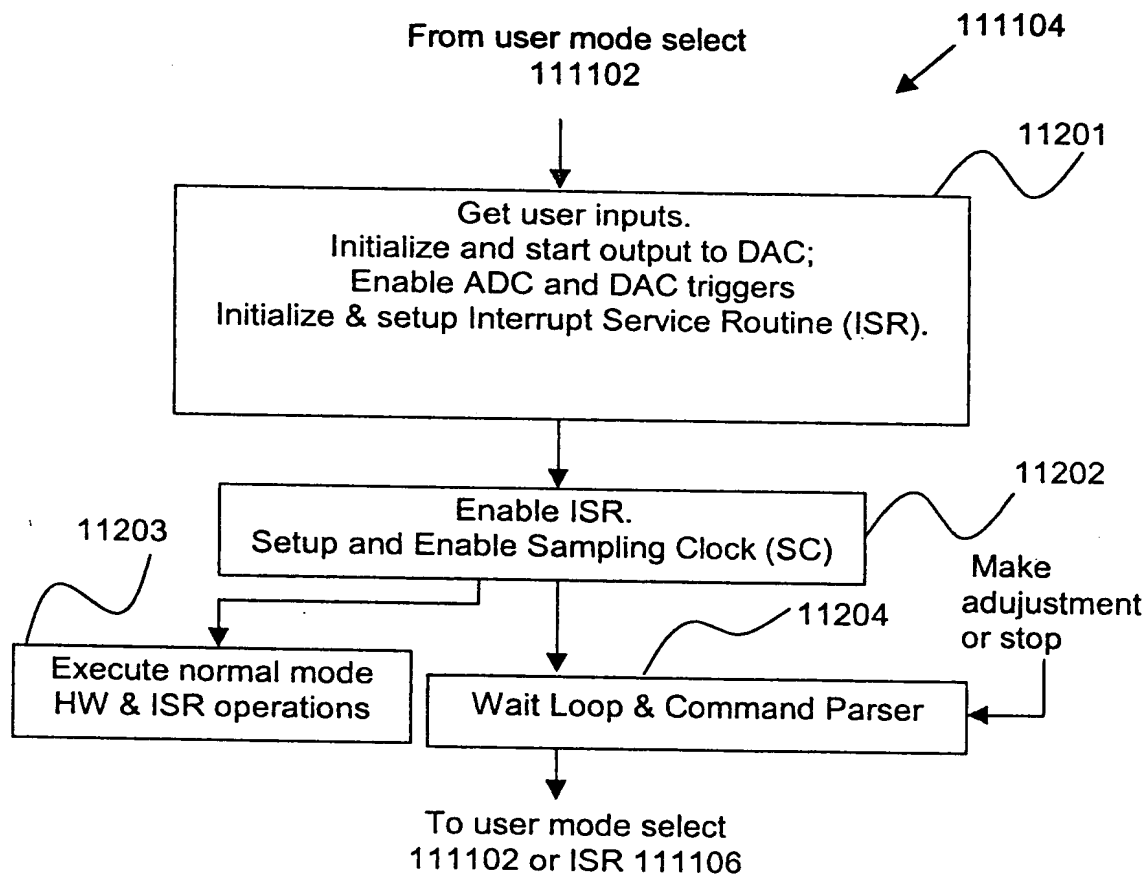 From user mode select
111102
111104
11201
Get user inputs.
Initialize and start output to DAC;
Enable ADC and DAC triggers
Initialize & setup Interrupt Service Routine (ISR).
11202
Enable ISR.
Setup and Enable Sampling Clock (SC)
11203
Make
adujustment
or stop
11204
Execute normal mode
HW & ISR operations
Wait Loop & Command Parser
To user mode select
111102 or ISR 111106